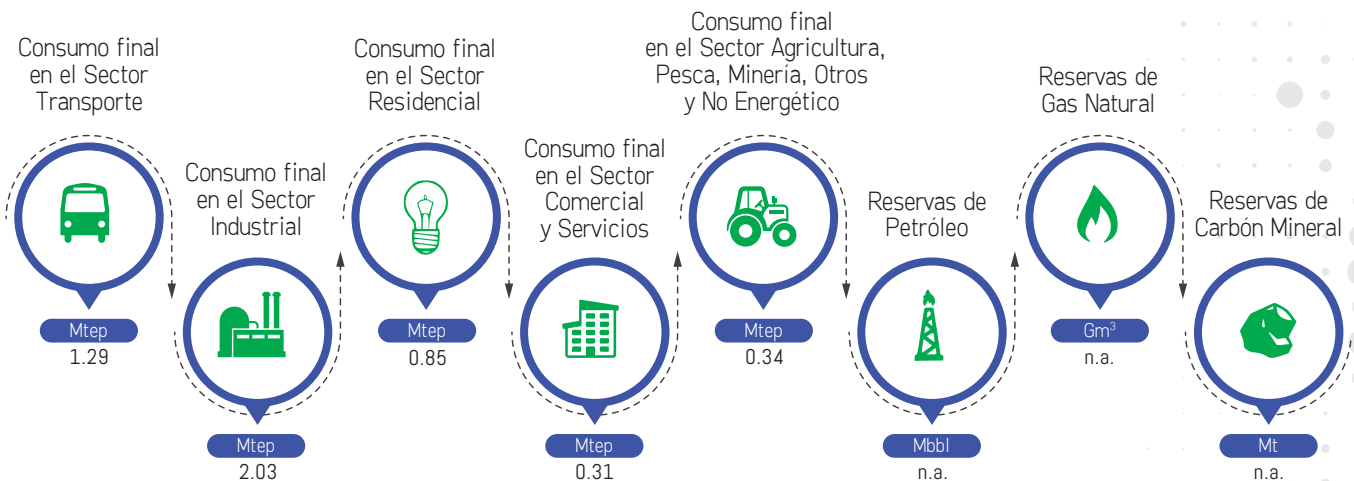 Consumo final
en el Sector
Transporte
Mtep
1.29
Consumo final
en el Sector
Industrial
Mtep
2.03
Consumo final
en el Sector
Residencial
Mtep
0.85
Consumo final
en el Sector
Comercial
y Servicios
Mtep
0.31
Consumo final
en el Sector Agricultura,
Pesca, Minería, Otros
y No Energético
Mtep
0.34
Reservas de
Petróleo
Mbbl
n.a.
Reservas de
Gas Natural
Gm³
n.a.
Reservas de
Carbón Mineral
Mt
n.a.